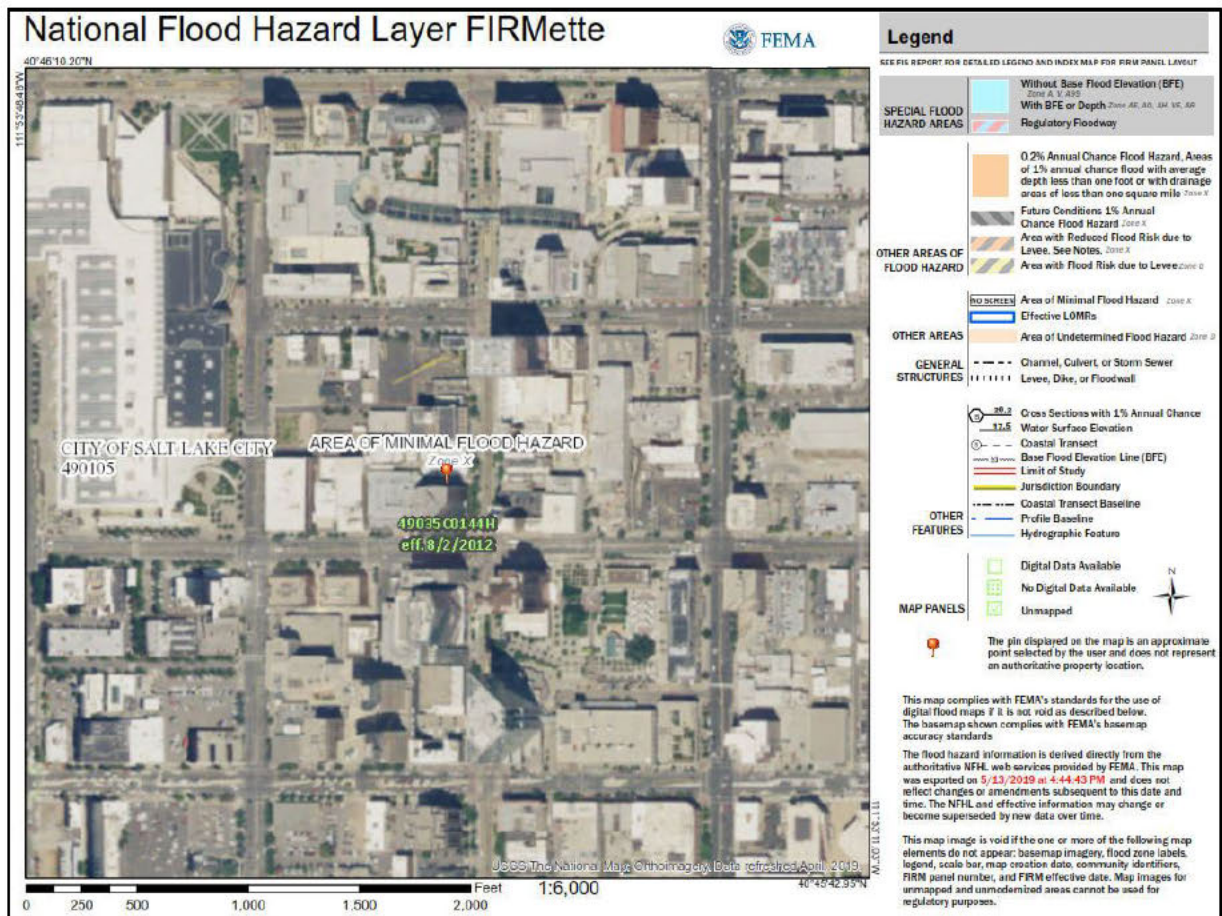 National Flood Hazard Layer FIRMette
FEMA
40°46'10.20"N
111°53'48.48"W
CITY OF SALT LAKE CITY
490105
AREA OF MINIMAL FLOOD HAZARD
Zone X
49035C0144H
eff. 8/2/2012
USGS The National Map: Orthoimagery. Data refreshed April, 2019.
111°53'11.03"W
40°45'42.95"N
Feet
1:6,000
0 250 500 1,000 1,500 2,000
Legend
SEE FIS REPORT FOR DETAILED LEGEND AND INDEX MAP FOR FIRM PANEL LAYOUT
SPECIAL FLOOD
HAZARD AREAS
Without Base Flood Elevation (BFE)
Zone A, V, A99
With BFE or Depth Zone AE, AO, AH, VE, AR
Regulatory Floodway
OTHER AREAS OF
FLOOD HAZARD
0.2% Annual Chance Flood Hazard, Areas
of 1% annual chance flood with average
depth less than one foot or with drainage
areas of less than one square mile Zone X
Future Conditions 1% Annual
Chance Flood Hazard Zone X
Area with Reduced Flood Risk due to
Levee. See Notes. Zone X
Area with Flood Risk due to Levee Zone D
OTHER AREAS
NO SCREEN Area of Minimal Flood Hazard Zone X
Effective LOMRs
Area of Undetermined Flood Hazard Zone D
GENERAL
STRUCTURES
Channel, Culvert, or Storm Sewer
Levee, Dike, or Floodwall
OTHER
FEATURES
B 20.2 Cross Sections with 1% Annual Chance
17.5 Water Surface Elevation
8 Coastal Transect
Base Flood Elevation Line (BFE)
Limit of Study
Jurisdiction Boundary
Coastal Transect Baseline
Profile Baseline
Hydrographic Feature
MAP PANELS
Digital Data Available
No Digital Data Available
Unmapped
N
The pin displayed on the map is an approximate
point selected by the user and does not represent
an authoritative property location.
This map complies with FEMA's standards for the use of
digital flood maps if it is not void as described below.
The basemap shown complies with FEMA's basemap
accuracy standards
The flood hazard information is derived directly from the
authoritative NFHL web services provided by FEMA. This map
was exported on 5/13/2019 at 4:44:43 PM and does not
reflect changes or amendments subsequent to this date and
time. The NFHL and effective information may change or
become superseded by new data over time.
This map image is void if the one or more of the following map
elements do not appear: basemap imagery, flood zone labels,
legend, scale bar, map creation date, community identifiers,
FIRM panel number, and FIRM effective date. Map images for
unmapped and unmodernized areas cannot be used for
regulatory purposes.